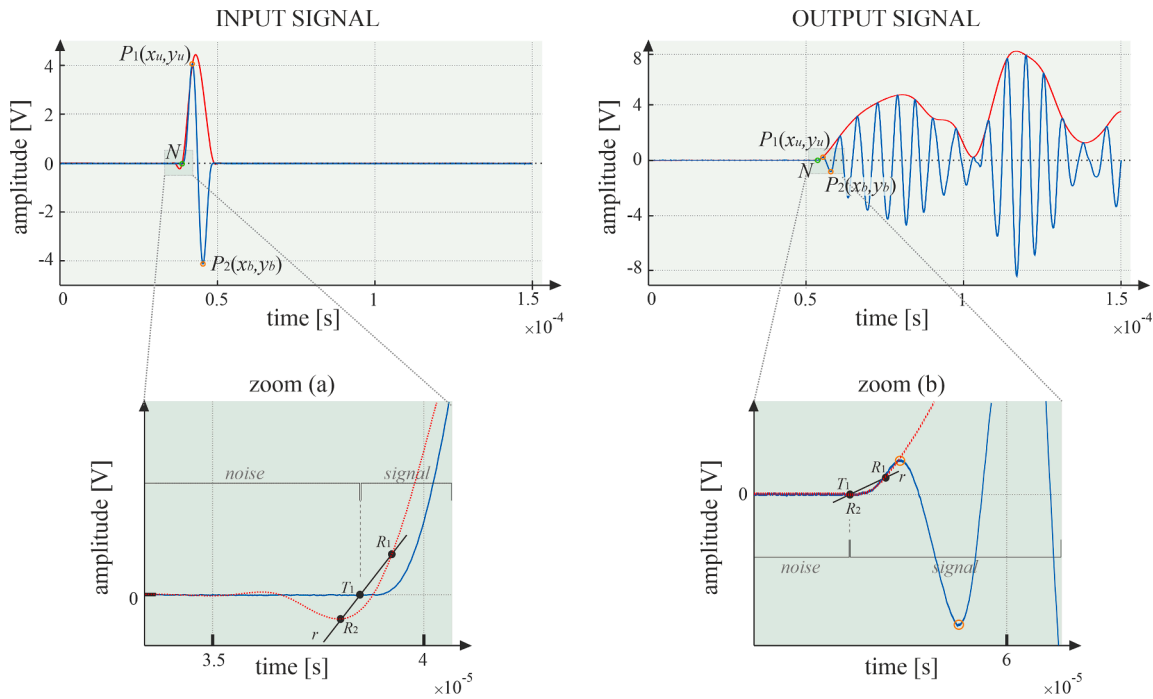 INPUT SIGNAL
4
2
0
-2
-4
amplitude [V]
P1(xu,yu)
N
P2(xb,yb)
0
0.5
1
1.5
time [s]
×10-4
OUTPUT SIGNAL
8
4
0
-4
-8
amplitude [V]
P1(xu,yu)
N
P2(xb,yb)
0
0.5
1
1.5
time [s]
×10-4
zoom (a)
amplitude [V]
0
noise
signal
R1
T1
R2
r
3.5
4
time [s]
×10-5
zoom (b)
amplitude [V]
0
R1
T1
r
R2
noise
signal
6
time [s]
×10-5